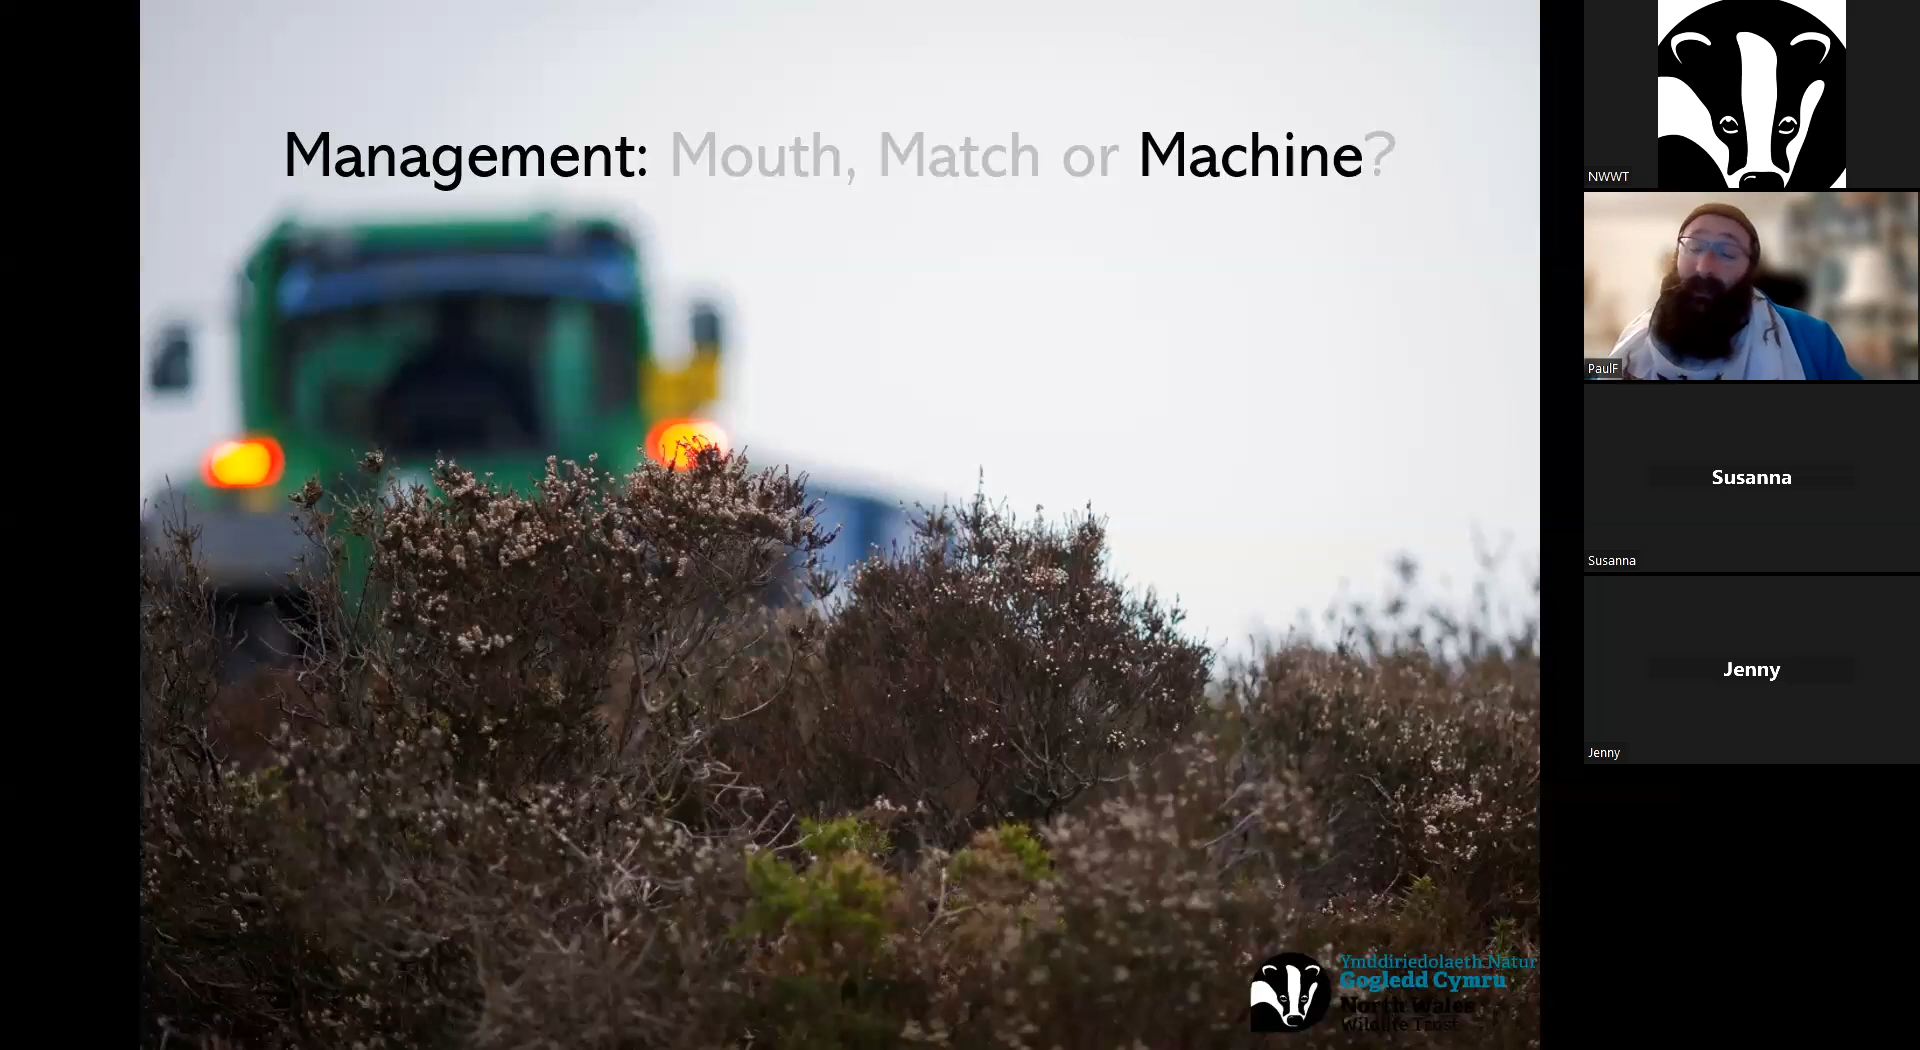 Management: Mouth, Match or Machine?
NWWT
PaulF
Susanna
Susanna
Jenny
Jenny
Ymddiriedolaeth Natur
Gogledd Cymru
North Wales
Wildlife Trust